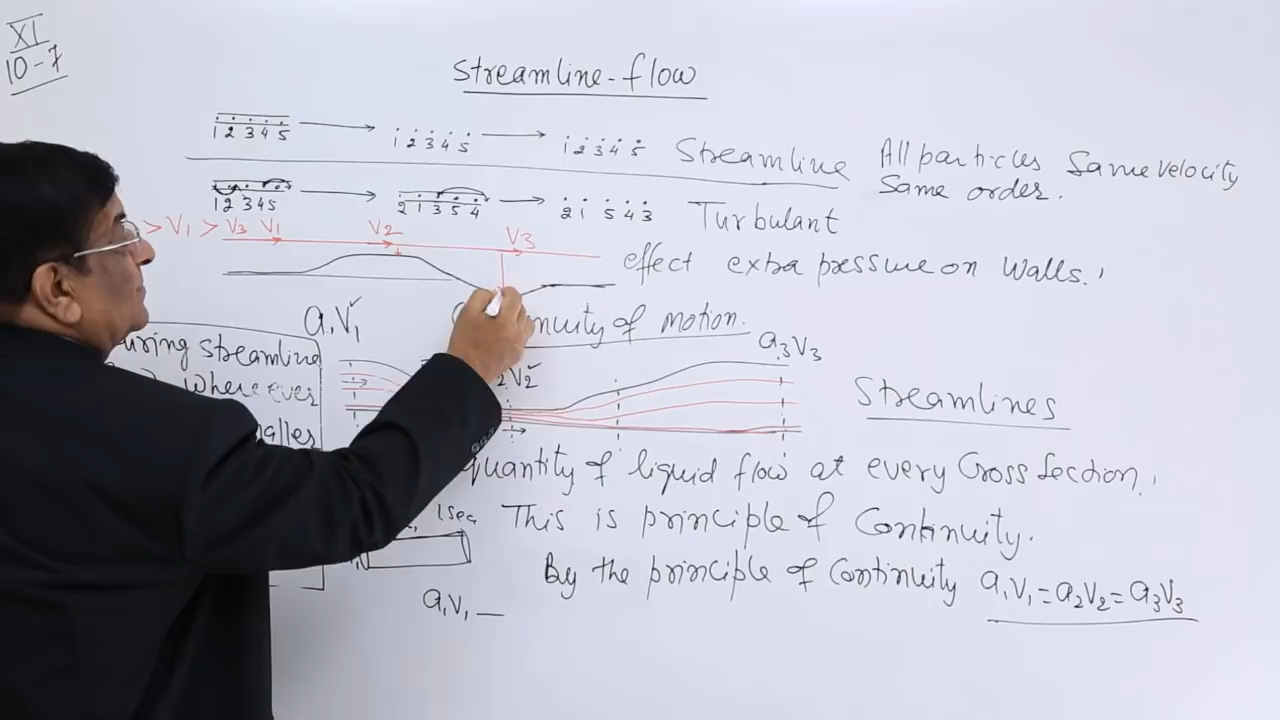 XI
10-7
Streamline-flow
1 2 3 4 5 1 2 3 4 5 1 2 3 4 5 Streamline All particles Same velocity
Same order.
1 2 3 4 5 2 1 3 5 4 2 1 5 4 3 Turbulant
> V1 > V3 V1 V2 V3
effect extra pressure on walls.
of motion.
a1V1
a3V3
uring streamline
2V2
where ever
Streamlines
aller
quantity of liquid flow at every Cross Section.
1 Sec
This is principle of Continuity.
By the principle of Continuity a1V1 = a2V2 = a3V3
a1V1 —